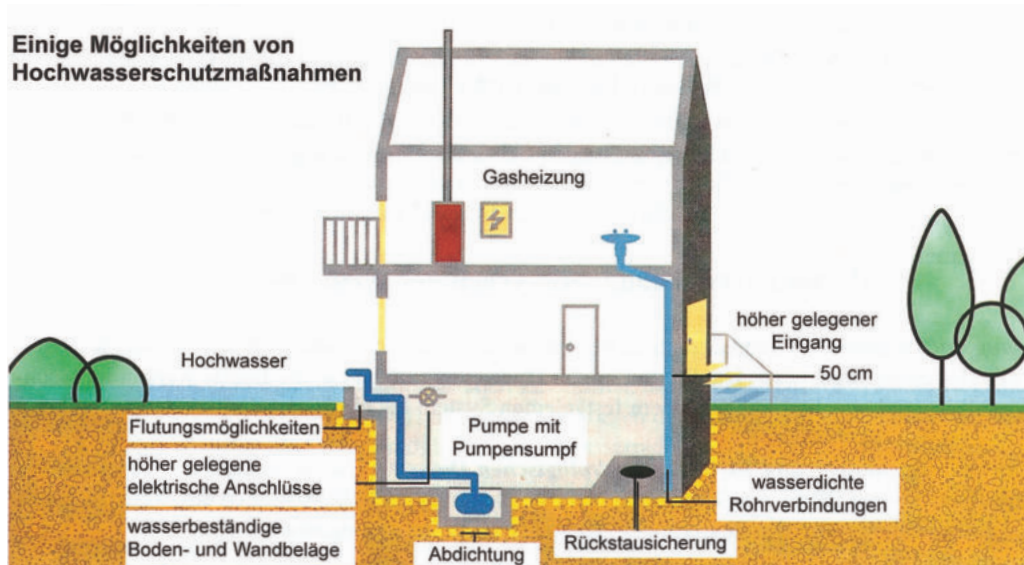 Einige Möglichkeiten von
Hochwasserschutzmaßnahmen
Gasheizung
höher gelegener
Eingang
50 cm
Hochwasser
Flutungsmöglichkeiten
höher gelegene
elektrische Anschlüsse
wasserbeständige
Boden- und Wandbeläge
Pumpe mit
Pumpensumpf
Abdichtung
Rückstausicherung
wasserdichte
Rohrverbindungen